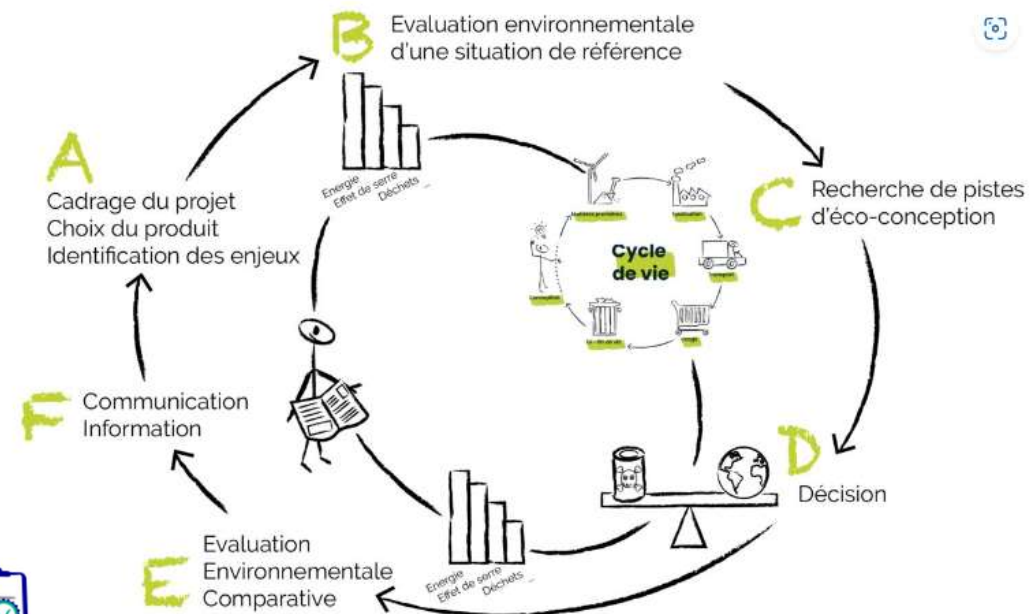 B
Evaluation environnementale
d'une situation de référence
A
Cadrage du projet
Choix du produit
Identification des enjeux
Energie
Effet de serre
Déchets ...
C
Recherche de pistes
d'éco-conception
Cycle
de vie
D
Décision
F
Communication
Information
E
Evaluation
Environnementale
Comparative
Energie
Effet de serre
Déchets ...